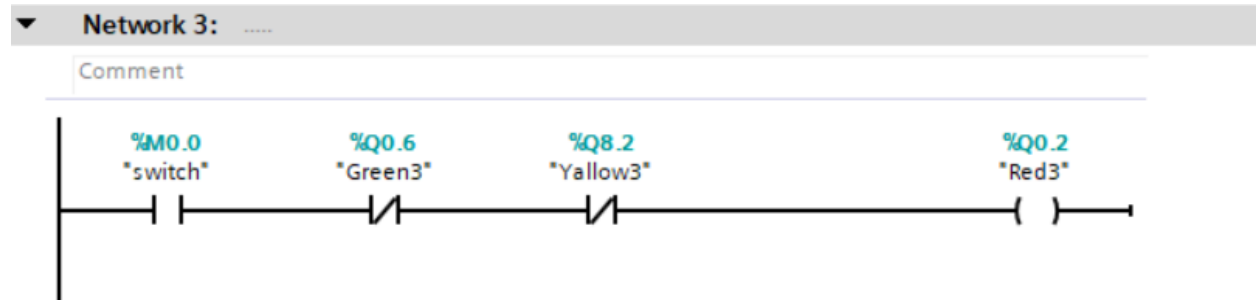 Network 3: .....
Comment
%M0.0 %Q0.6 %Q8.2 %Q0.2
"switch" "Green3" "Yallow3" "Red3"